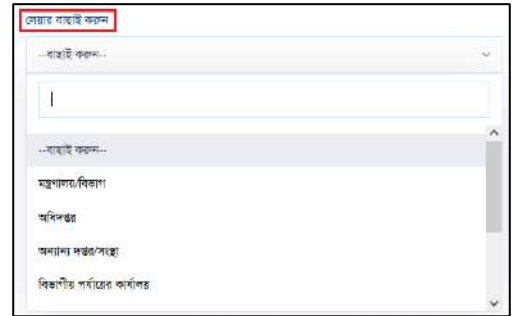 লেয়ার বাছাই করুন
--বাছাই করুন--
--বাছাই করুন--
মন্ত্রণালয়/বিভাগ
অধিদপ্তর
অন্যান্য দপ্তর/সংস্থা
বিভাগীয় পর্যায়ের কার্যালয়